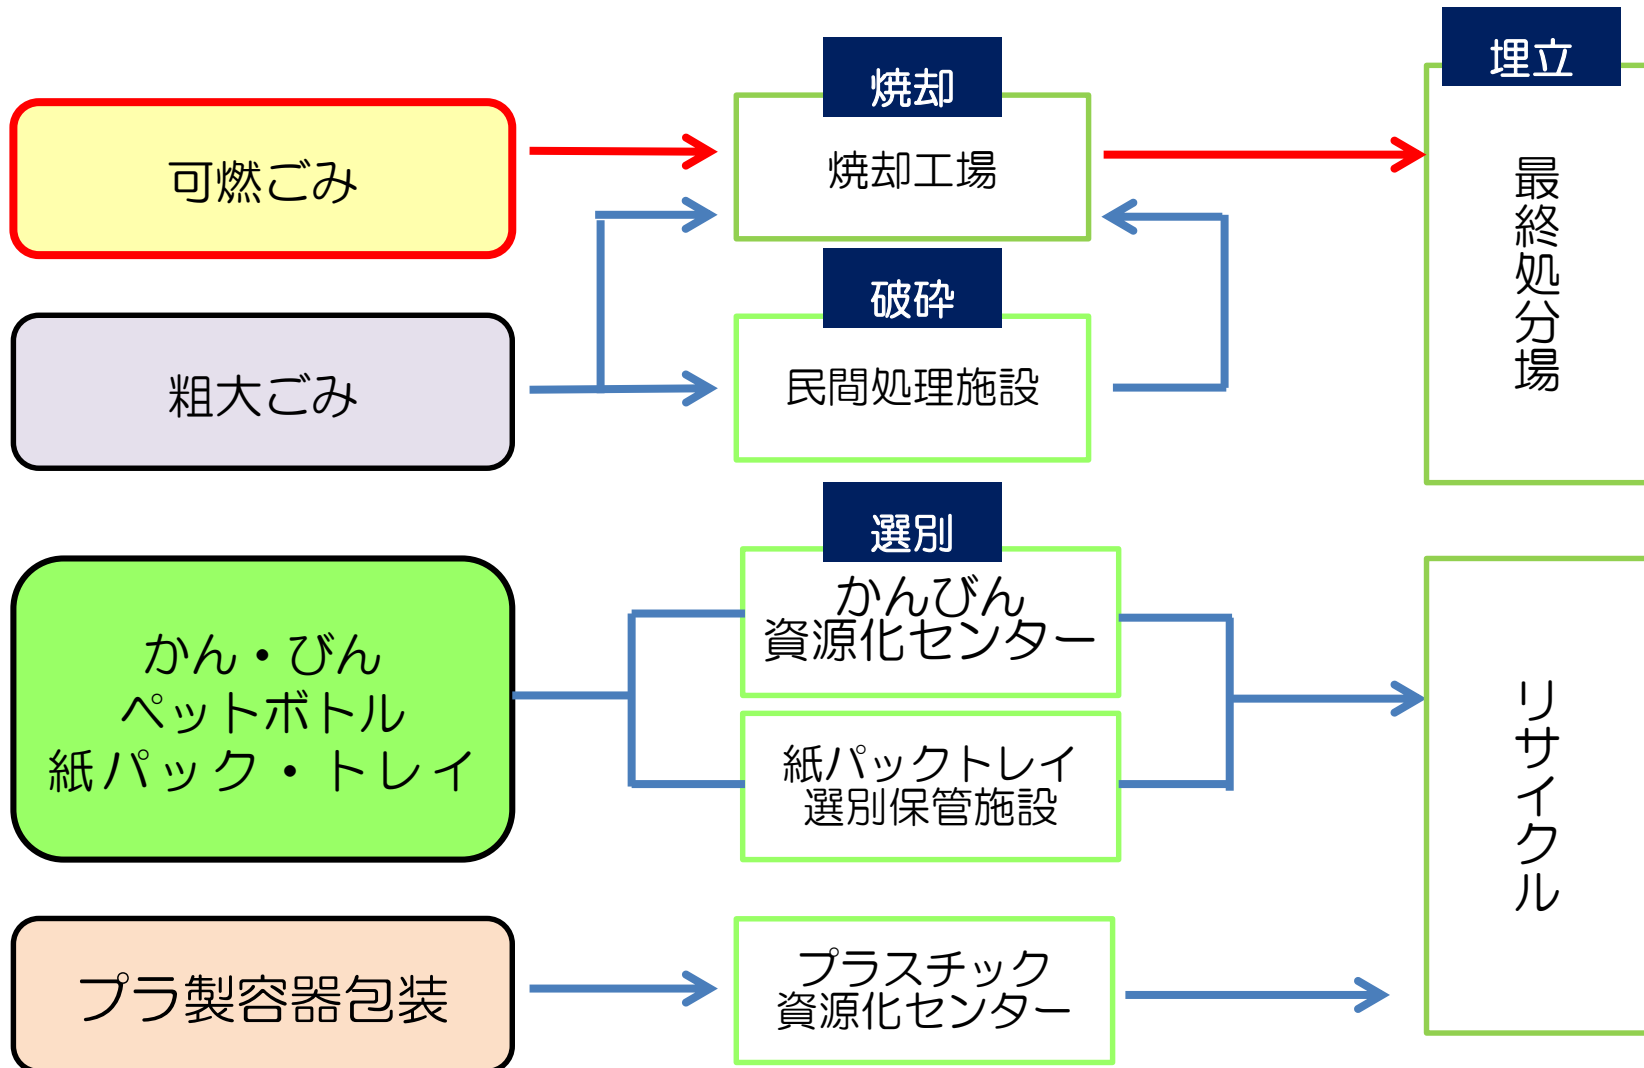 埋立
焼却
可燃ごみ
焼却工場
最終処分場
破砕
粗大ごみ
民間処理施設
選別
かん・びん
ペットボトル
紙パック・トレイ
かんびん
資源化センター
紙パックトレイ
選別保管施設
リサイクル
プラ製容器包装
プラスチック
資源化センター